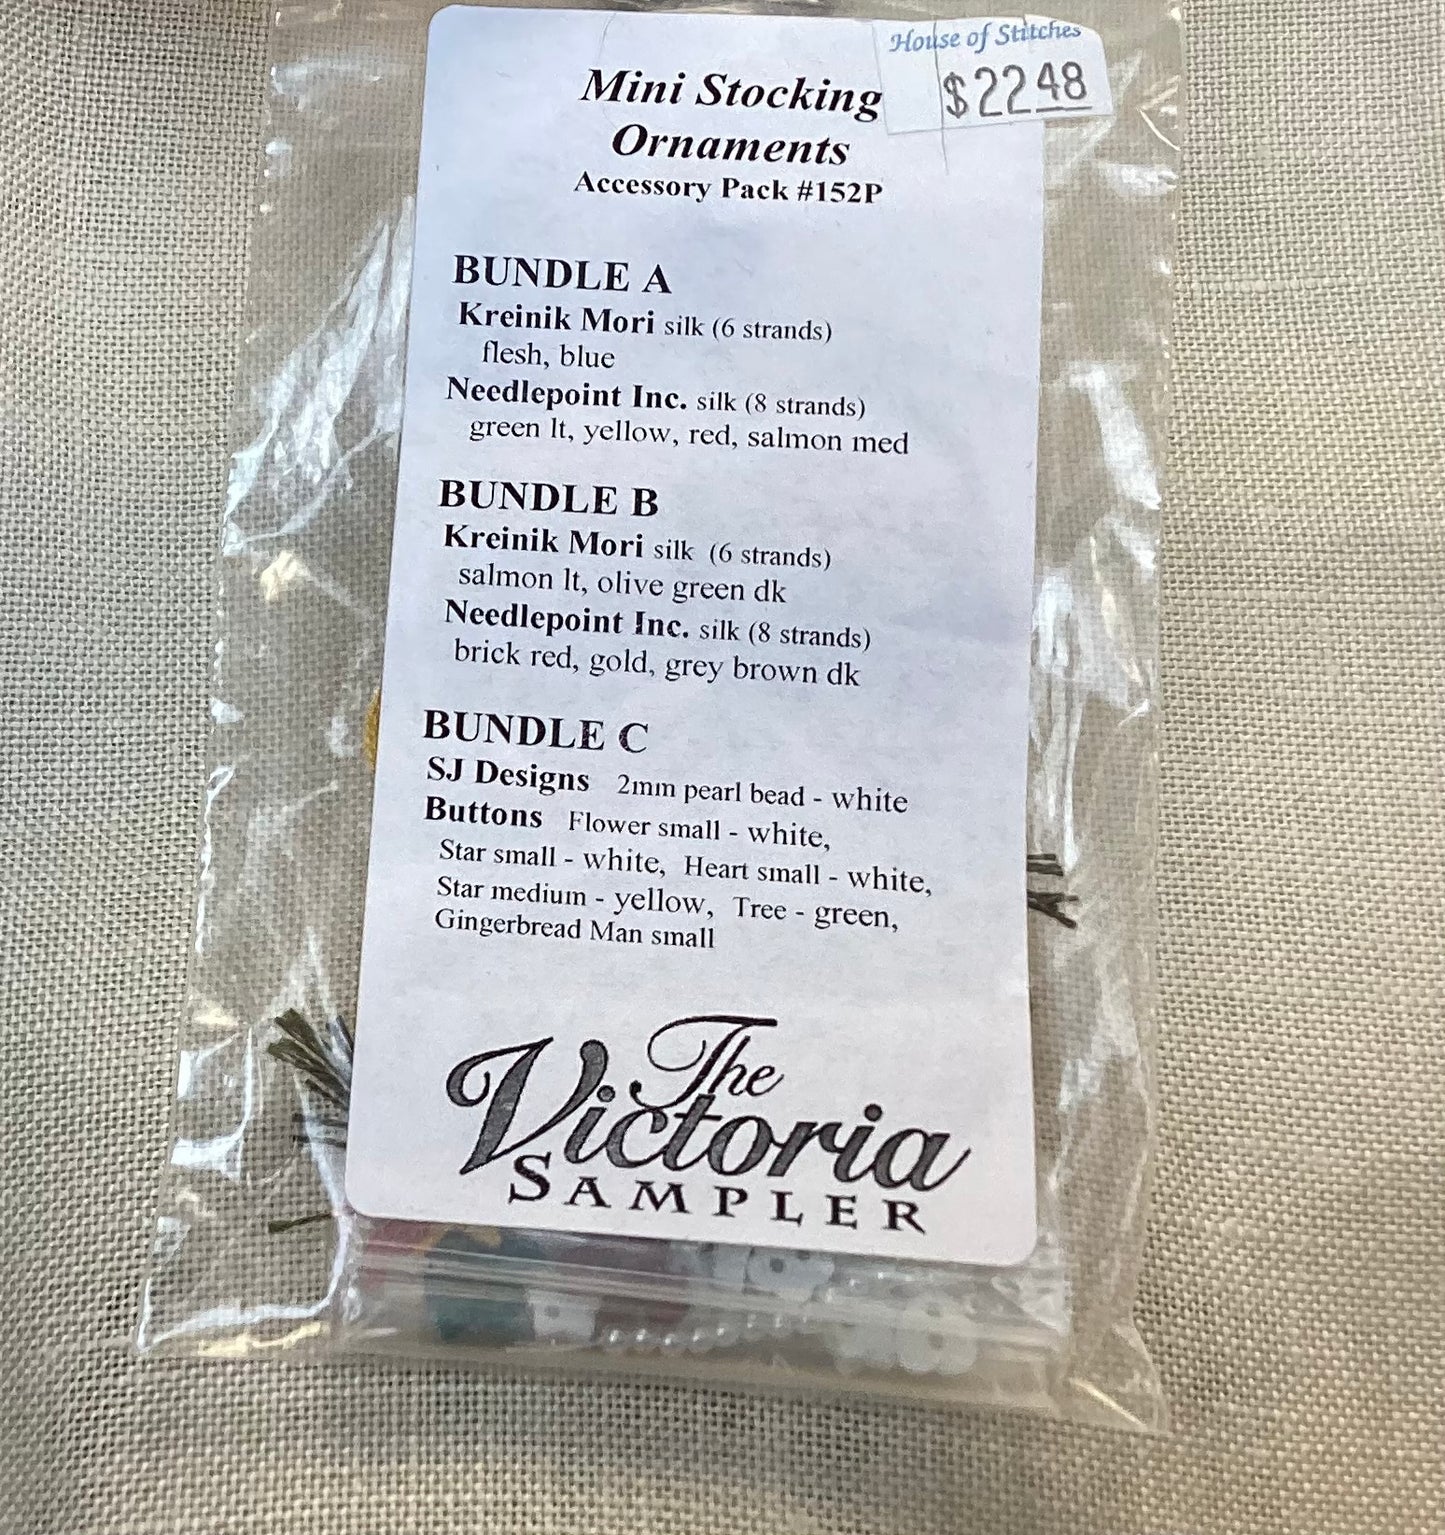 House of Stitches
$22 48
Mini Stocking
Ornaments
Accessory Pack #152P
BUNDLE A
Kreinik Mori silk (6 strands)
flesh, blue
Needlepoint Inc. silk (8 strands)
green lt, yellow, red, salmon med
BUNDLE B
Kreinik Mori silk (6 strands)
salmon lt, olive green dk
Needlepoint Inc. silk (8 strands)
brick red, gold, grey brown dk
BUNDLE C
SJ Designs 2mm pearl bead - white
Buttons Flower small - white,
Star small - white, Heart small - white,
Star medium - yellow, Tree - green,
Gingerbread Man small
The
Victoria
SAMPLER